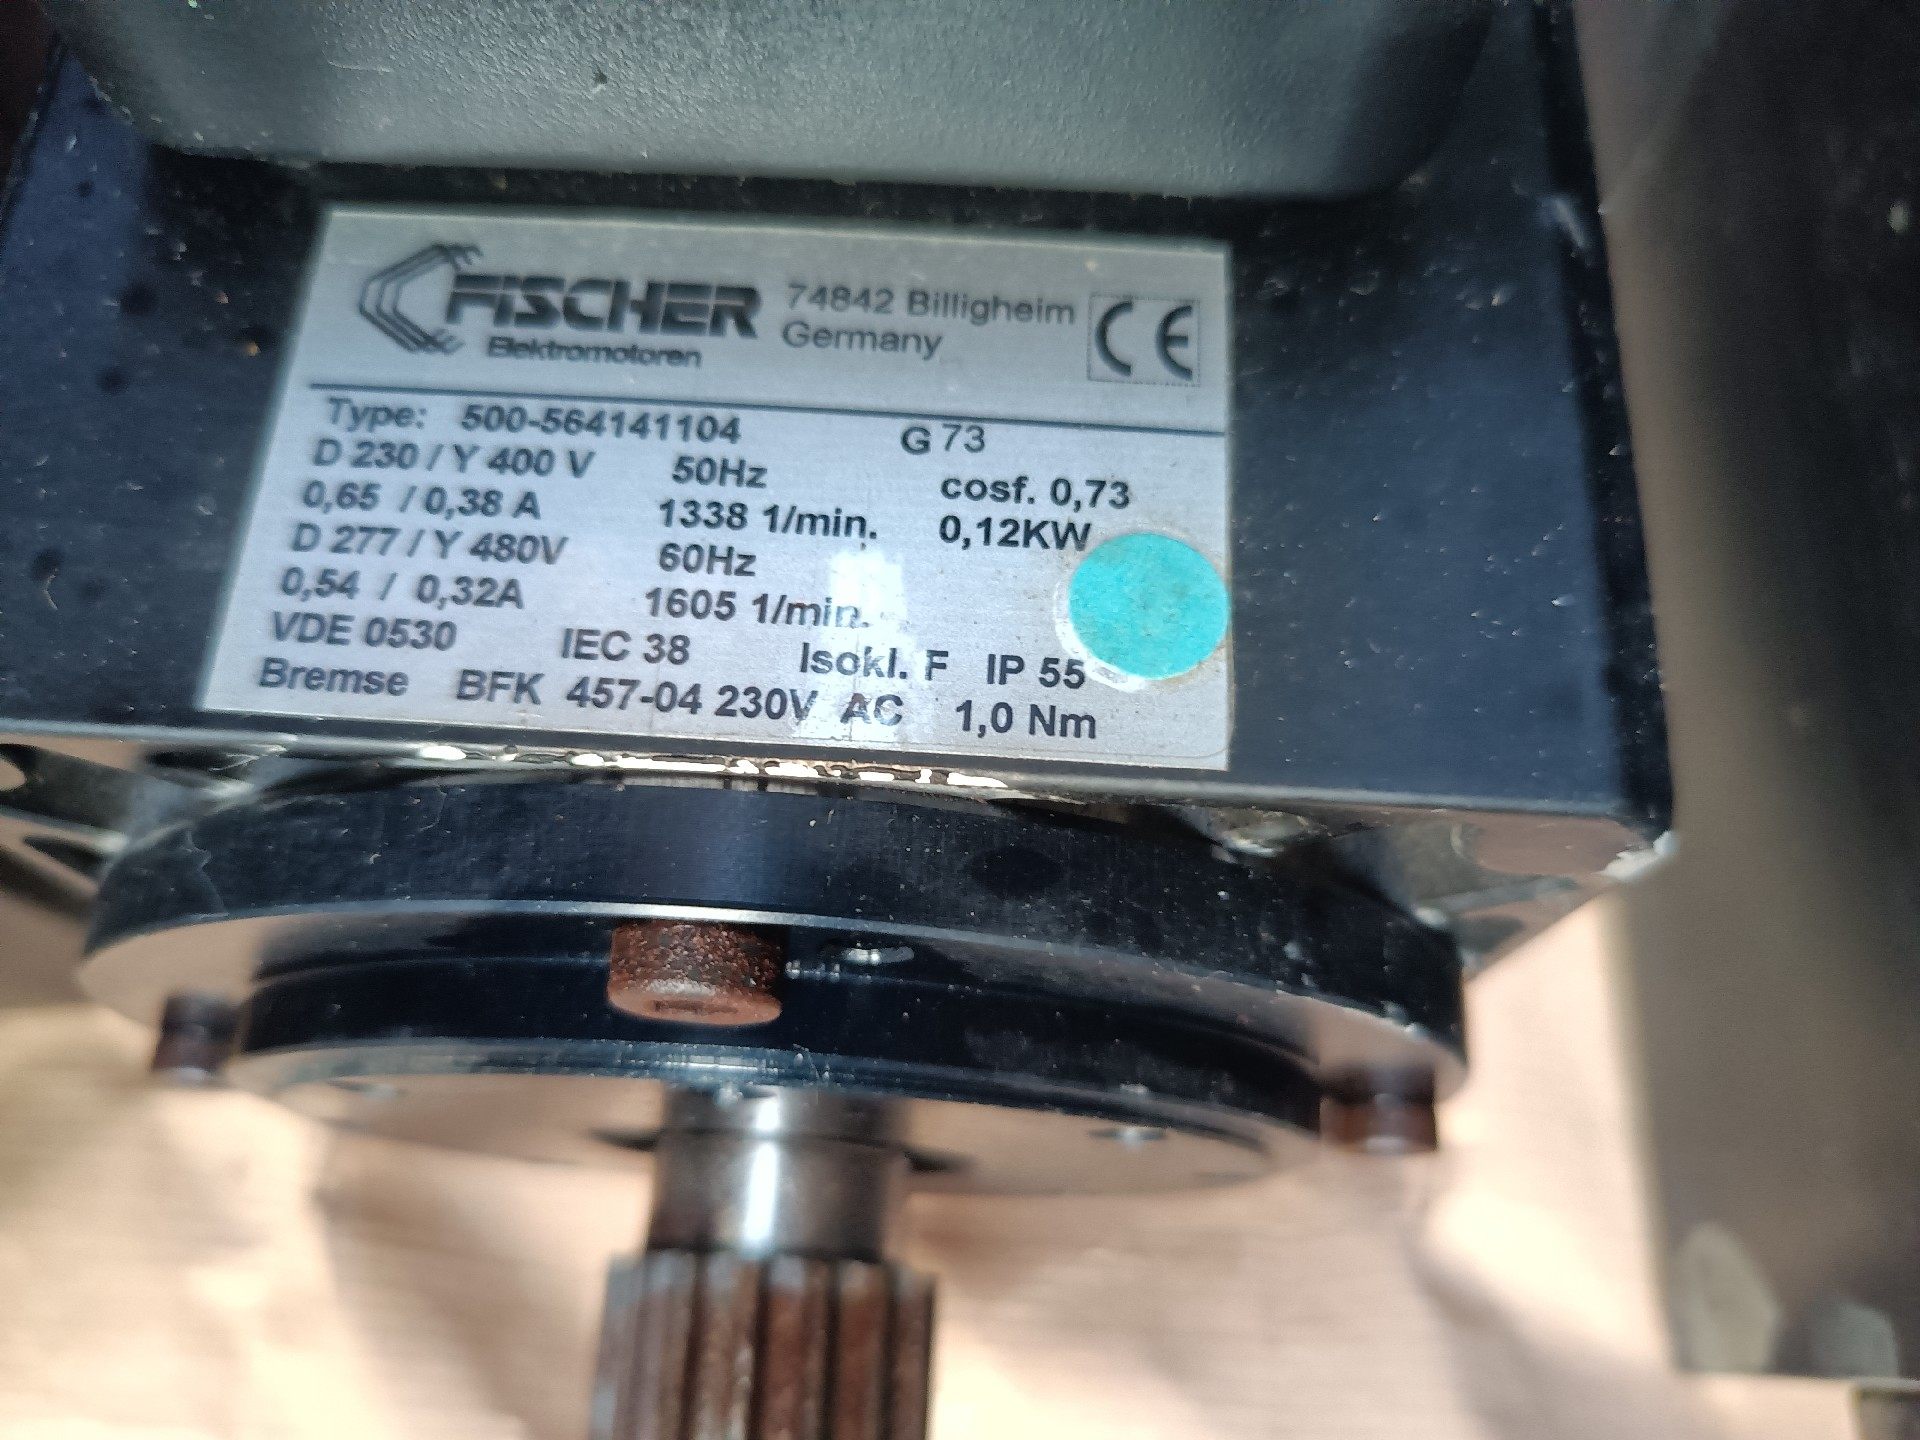 FISCHER
Elektromotoren
74842 Billigheim
Germany
CE
Type: 500-564141104 G 73
D 230 / Y 400 V 50Hz cosf. 0,73
0,65 / 0,38 A 1338 1/min. 0,12KW
D 277 / Y 480V 60Hz
0,54 / 0,32A 1605 1/min.
VDE 0530 IEC 38 Isokl. F IP 55
Bremse BFK 457-04 230V AC 1,0 Nm